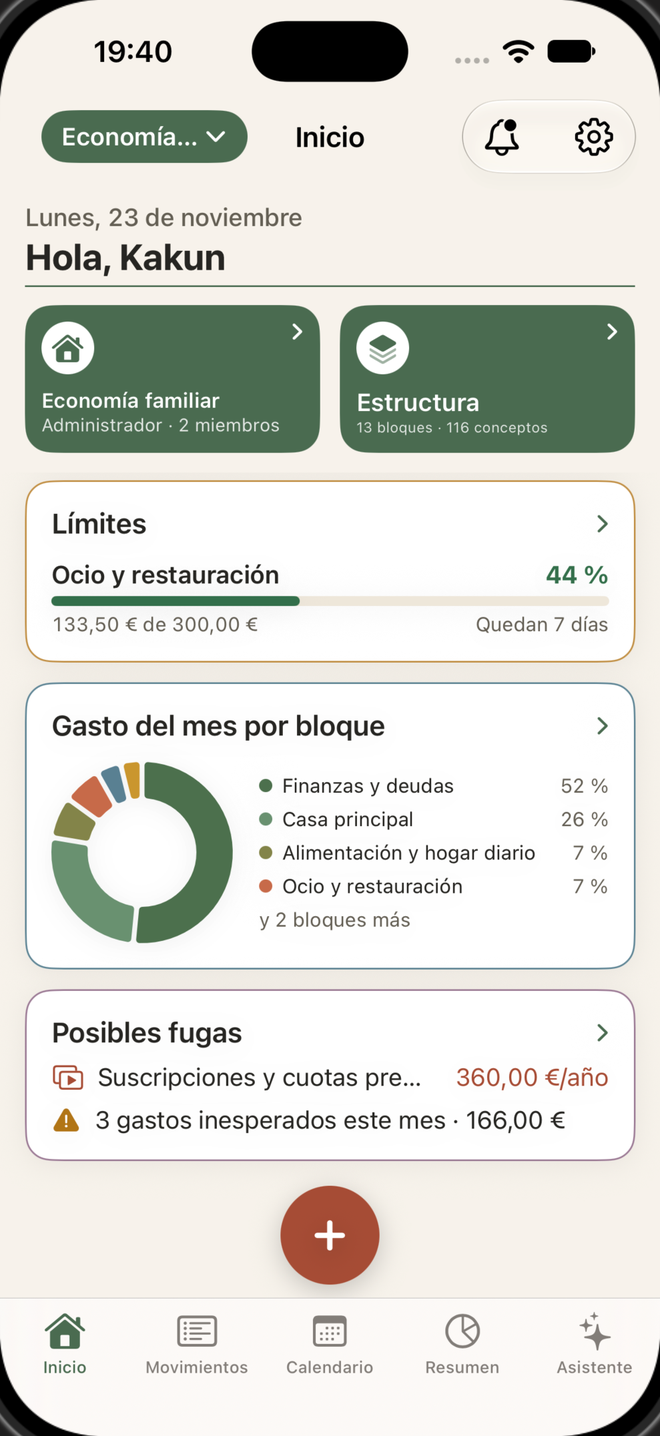 19:40
Economía...
Inicio
Lunes, 23 de noviembre
Hola, Kakun
Economía familiar
Administrador · 2 miembros
Estructura
13 bloques · 116 conceptos
Límites
Ocio y restauración 44 %
133,50 € de 300,00 € Quedan 7 días
Gasto del mes por bloque
Finanzas y deudas 52 %
Casa principal 26 %
Alimentación y hogar diario 7 %
Ocio y restauración 7 %
y 2 bloques más
Posibles fugas
Suscripciones y cuotas pre... 360,00 €/año
3 gastos inesperados este mes · 166,00 €
Inicio
Movimientos
Calendario
Resumen
Asistente